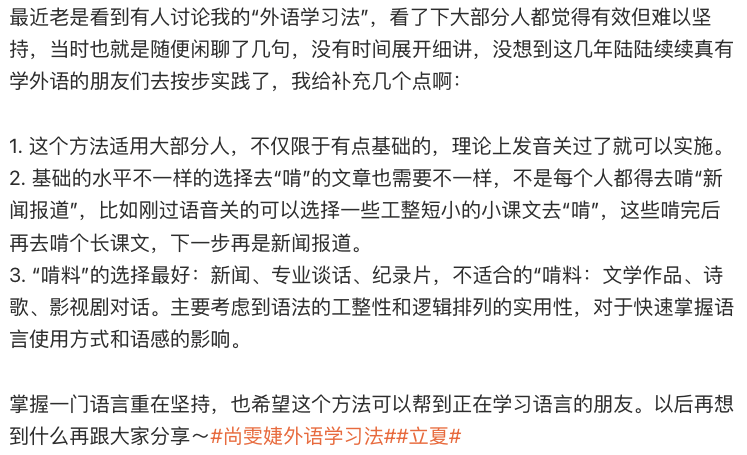 最近老是看到有人讨论我的“外语学习法”，看了下大部分人都觉得有效但难以坚
持，当时也就是随便闲聊了几句，没有时间展开细讲，没想到这几年陆陆续续真有
学外语的朋友们去按步实践了，我给补充几个点啊：
1. 这个方法适用大部分人，不仅限于有点基础的，理论上发音关过了就可以实施。
2. 基础的水平不一样的选择去“啃”的文章也需要不一样，不是每个人都得去啃“新
闻报道”，比如刚过语音关的可以选择一些工整短小的小课文去“啃”，这些啃完后
再去啃个长课文，下一步再是新闻报道。
3. “啃料”的选择最好：新闻、专业谈话、纪录片，不适合的“啃料：文学作品、诗
歌、影视剧对话。主要考虑到语法的工整性和逻辑排列的实用性，对于快速掌握语
言使用方式和语感的影响。
掌握一门语言重在坚持，也希望这个方法可以帮到正在学习语言的朋友。以后再想
到什么再跟大家分享～#尚雯婕外语学习法##立夏#